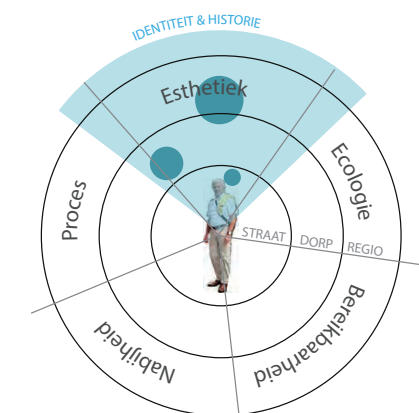 IDENTITEIT & HISTORIE
Esthetiek
Ecologie
Proces
STRAAT DORP REGIO
Nabijheid
Bereikbaarheid